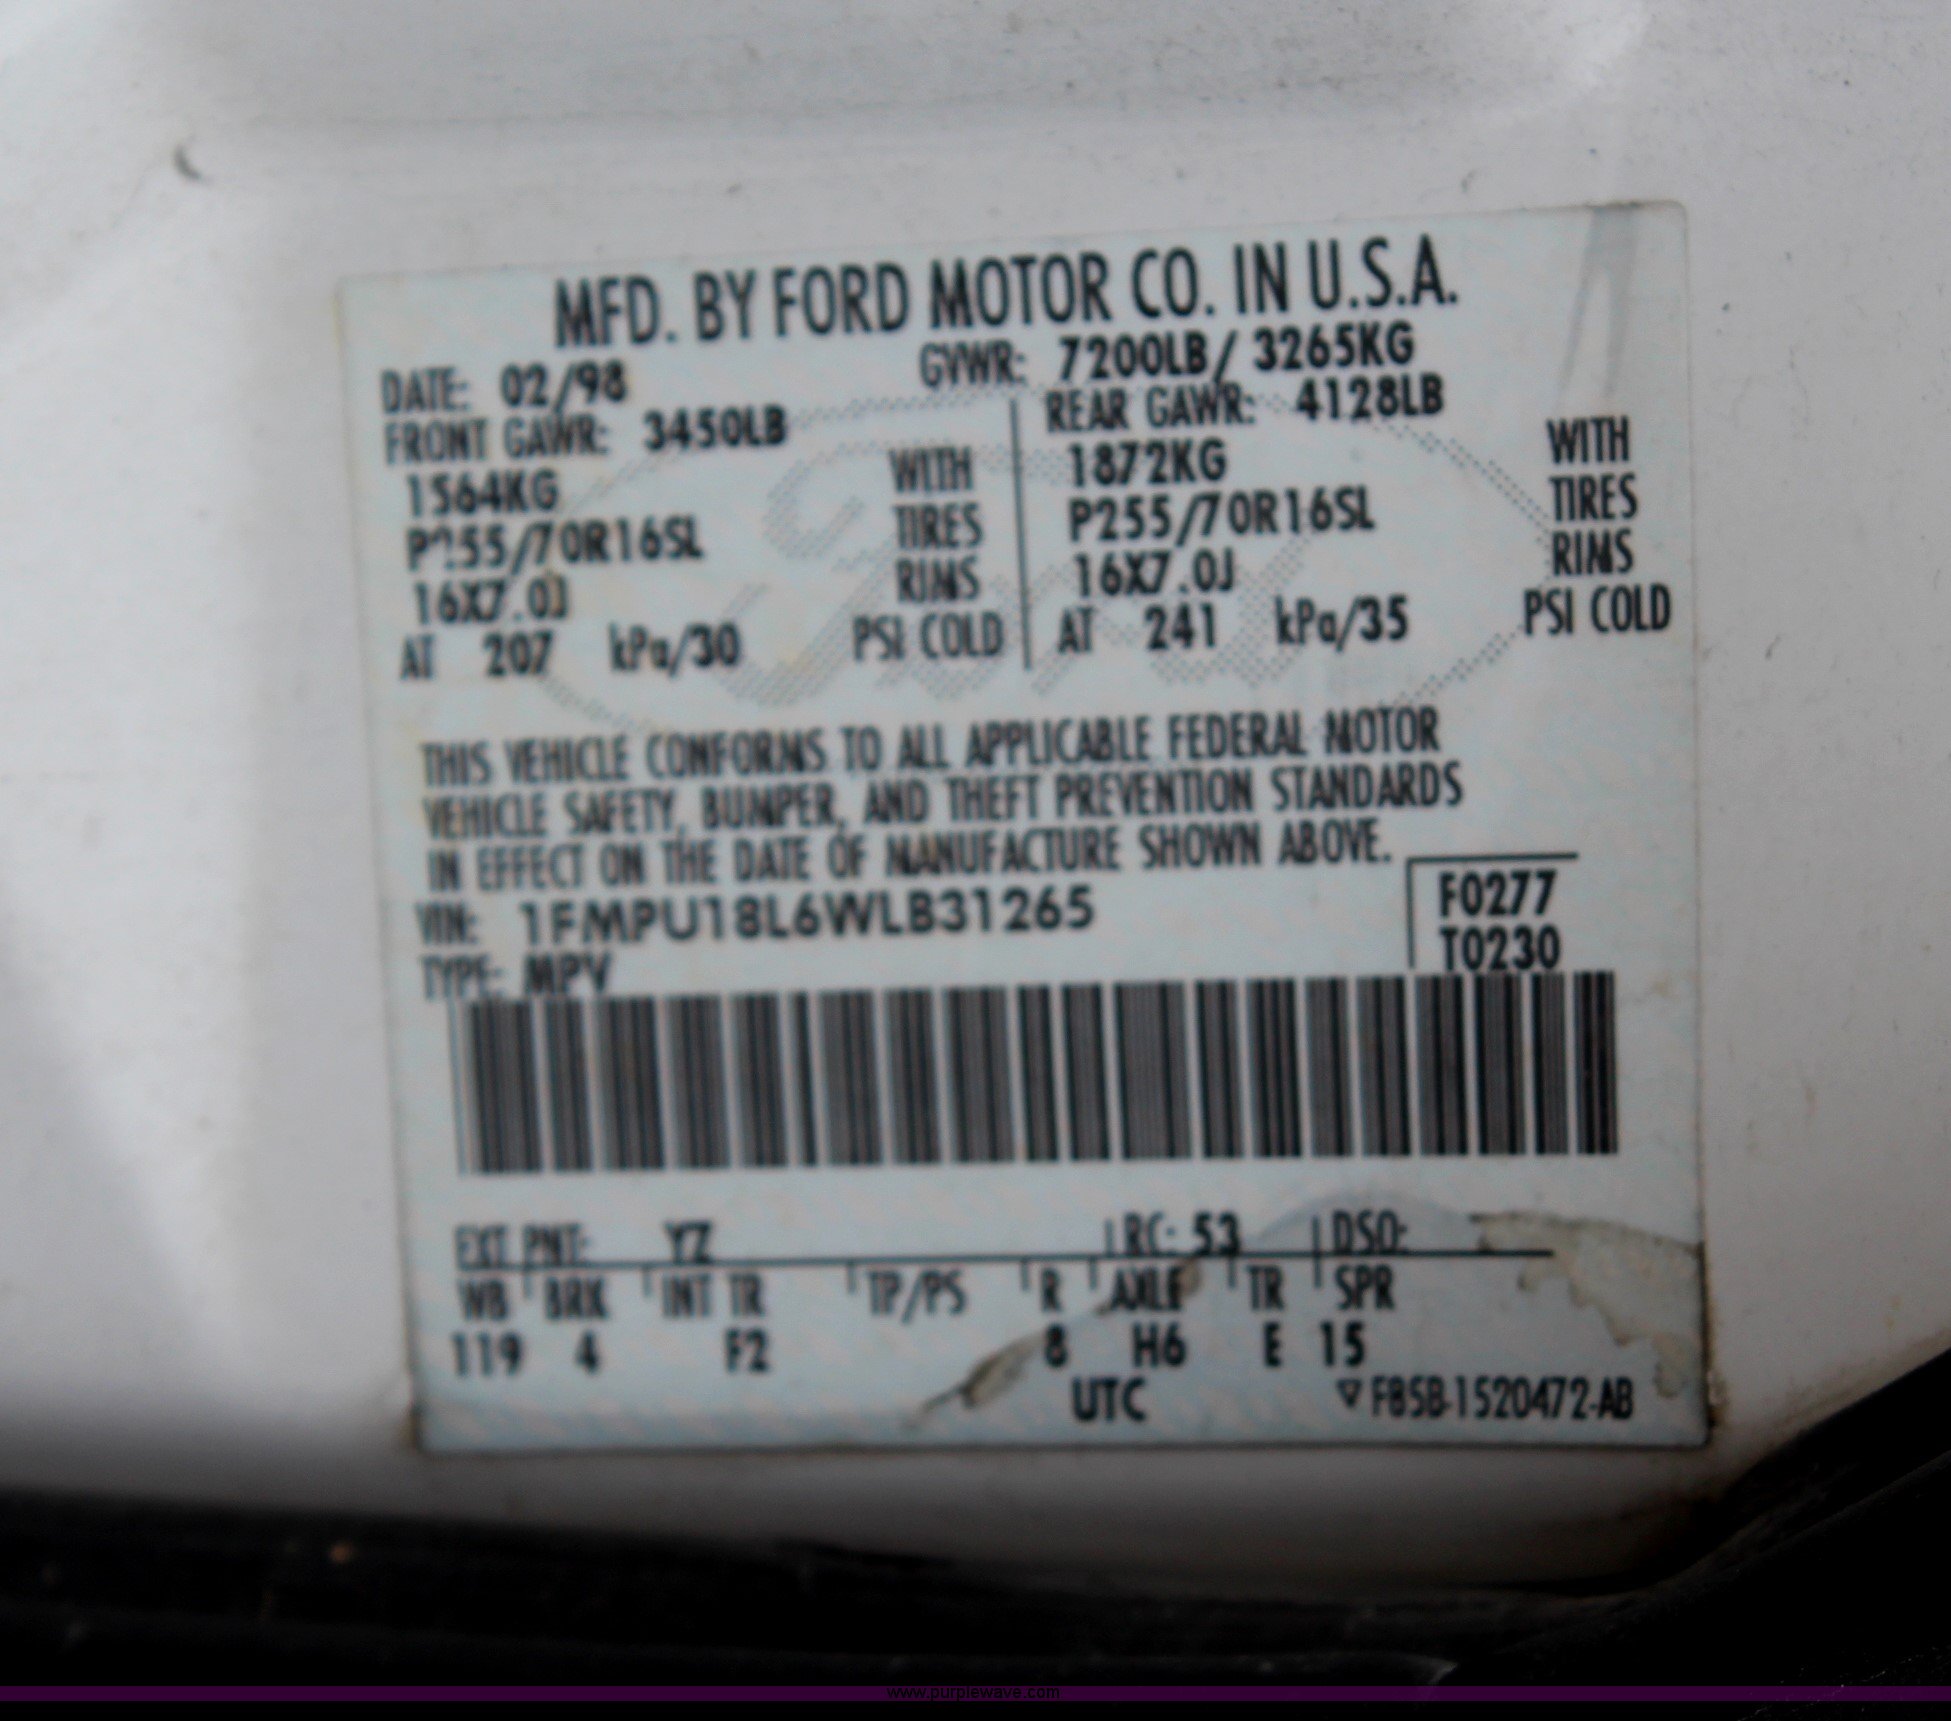 MFD. BY FORD MOTOR CO. IN U.S.A.
DATE: 02/98 GVWR: 7200LB/ 3265KG
FRONT GAWR: 3450LB REAR GAWR: 4128LB
1564KG WITH 1872KG WITH
P255/70R16SL TIRES P255/70R16SL TIRES
16X7.0J RIMS 16X7.0J RIMS
AT 207 kPa/30 PSI COLD AT 241 kPa/35 PSI COLD
THIS VEHICLE CONFORMS TO ALL APPLICABLE FEDERAL MOTOR
VEHICLE SAFETY, BUMPER, AND THEFT PREVENTION STANDARDS
IN EFFECT ON THE DATE OF MANUFACTURE SHOWN ABOVE.
VIN: 1FMPU18L6WLB31265 F0277
TYPE: MPV T0230
EXT PNT: YZ RC: 53 DSO:
WB BRK INT TR TP/PS R AXLE TR SPR
119 4 F2 8 H6 E 15
UTC ▽ F85B-1520472-AB
www.purplewave.com